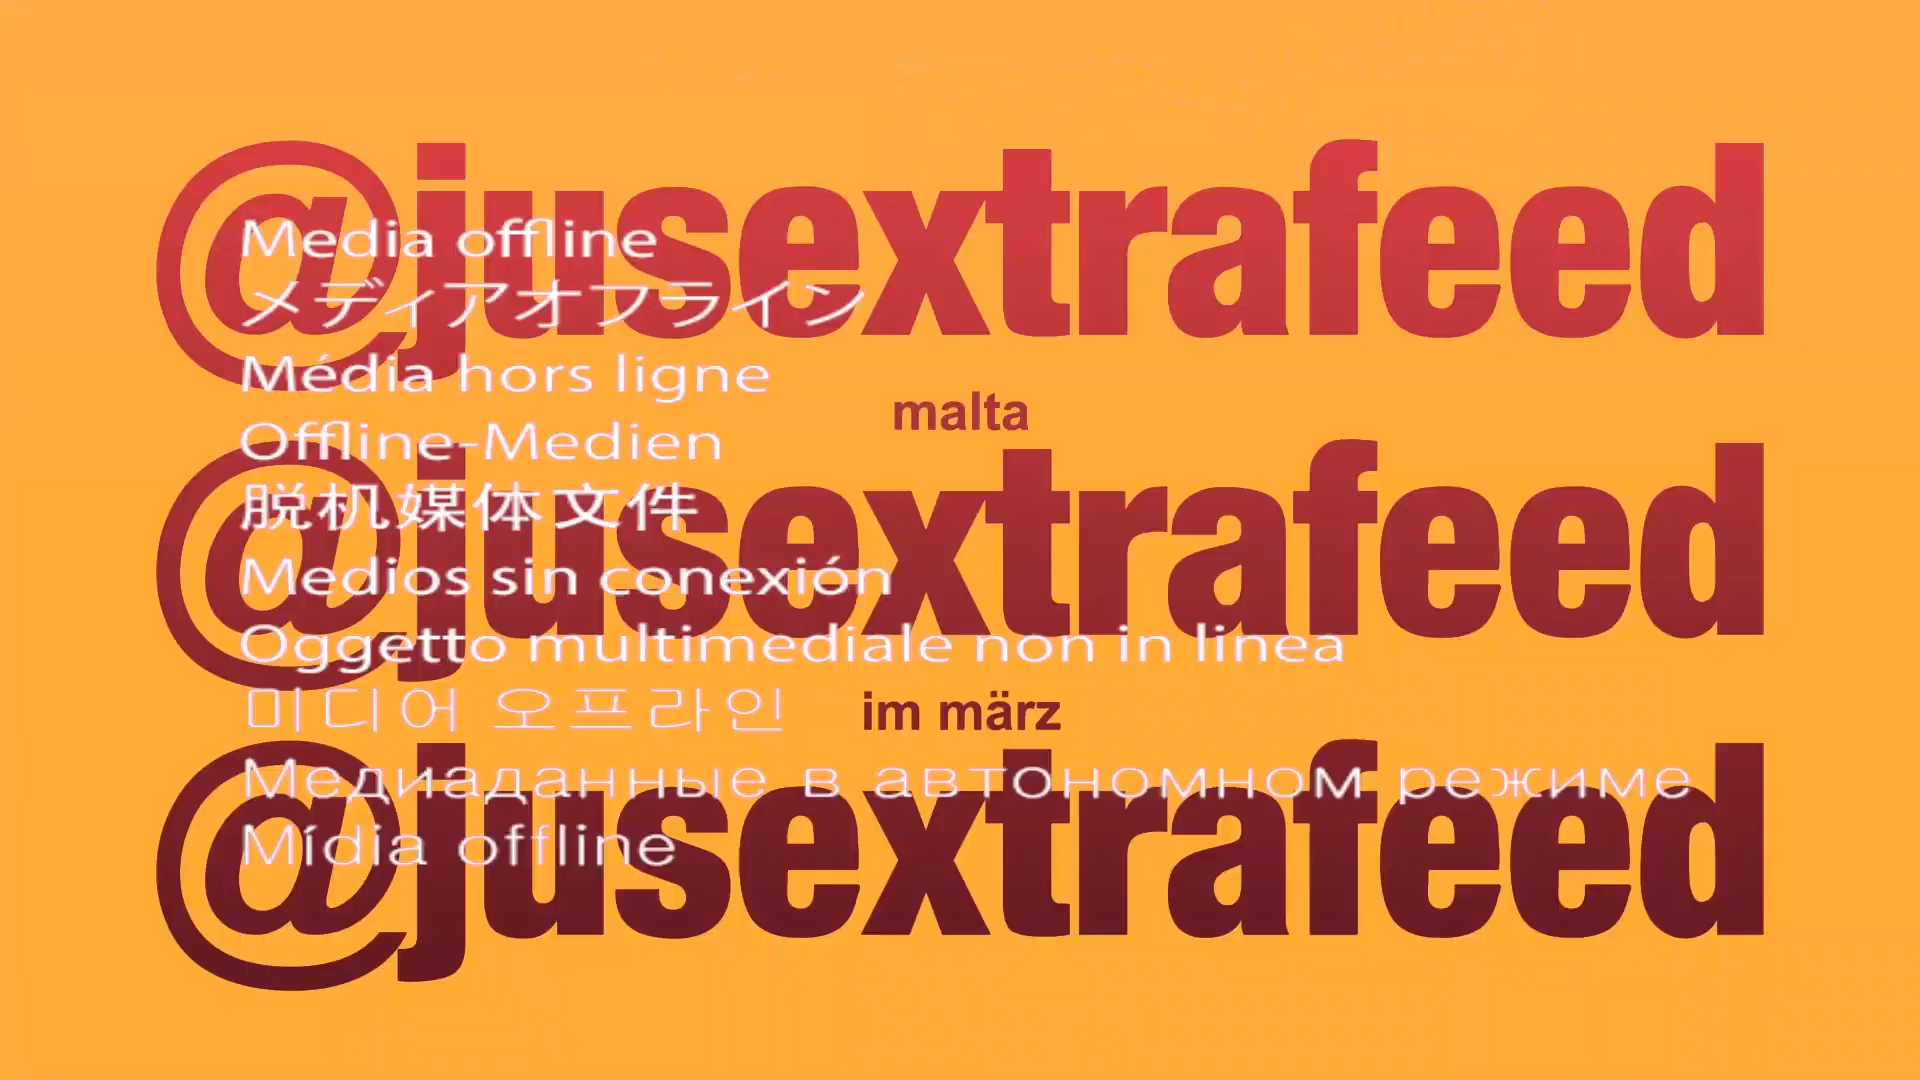 @jusextrafeed
Media offline
メディアオフライン
Média hors ligne
malta
@jusextrafeed
Offline-Medien
脱机媒体文件
Medios sin conexión
Oggetto multimediale non in linea
미디어 오프라인
im märz
@jusextrafeed
Медиаданные в автономном режиме
Mídia offline